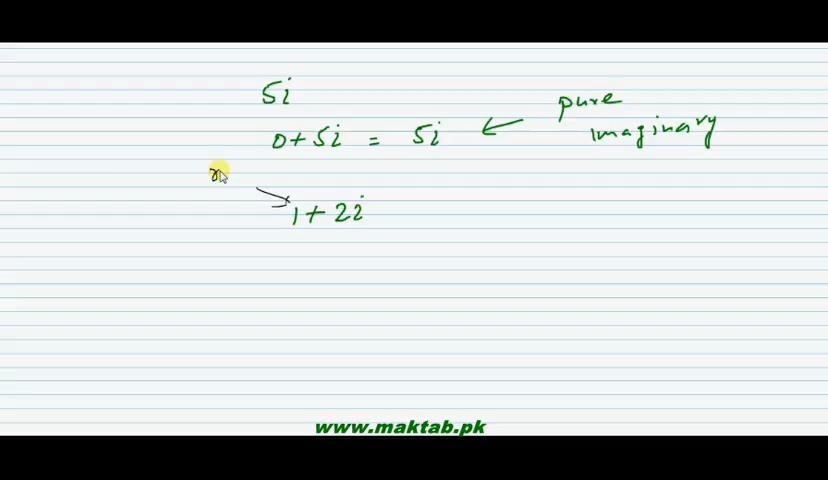 5i
0+5i = 5i
pure
imaginary
1+2i
www.maktab.pk